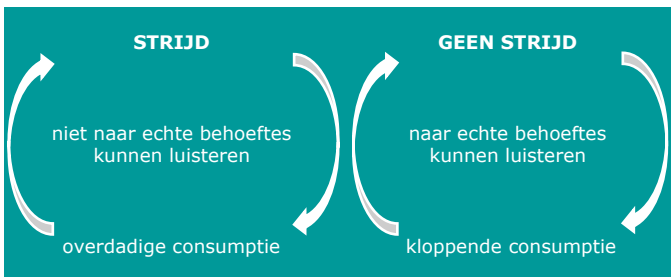 STRIJD
niet naar echte behoeftes
kunnen luisteren
overdadige consumptie
GEEN STRIJD
naar echte behoeftes
kunnen luisteren
kloppende consumptie